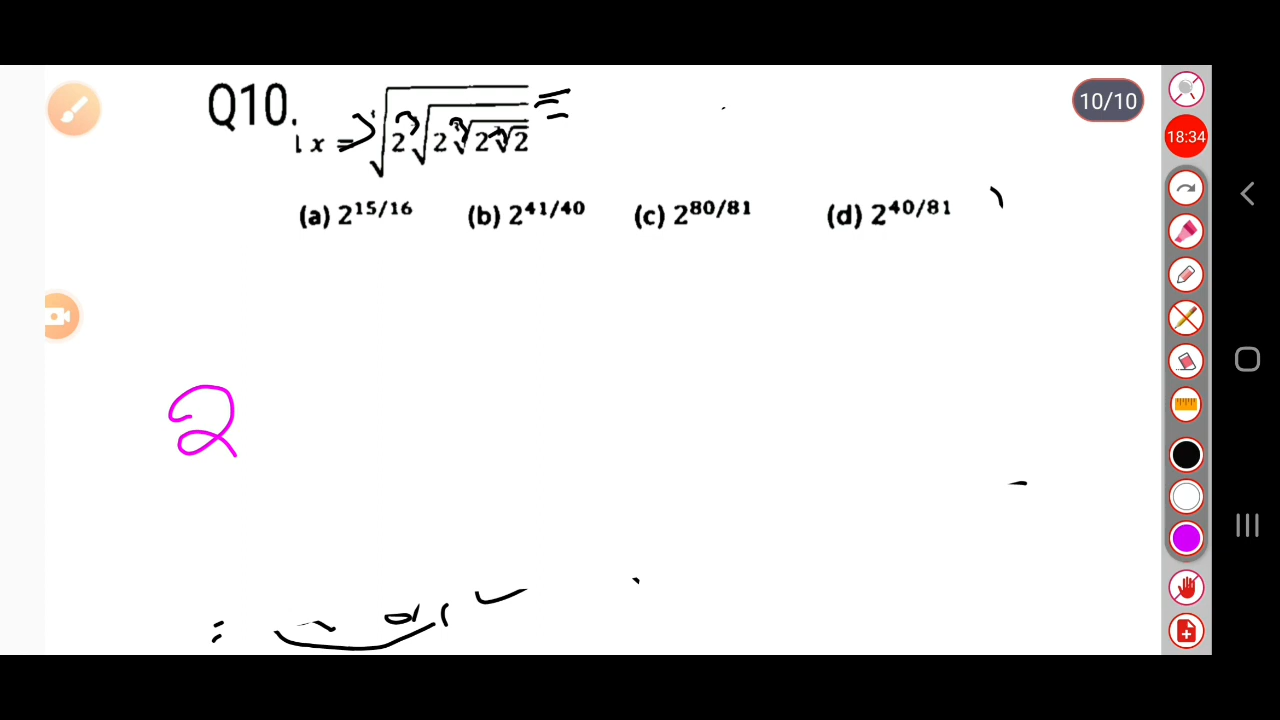 10/10
Q10.
x = ∛(2∛(2∛(2∛2))) =
18:34
(a) 2^15/16 (b) 2^41/40 (c) 2^80/81 (d) 2^40/81
2